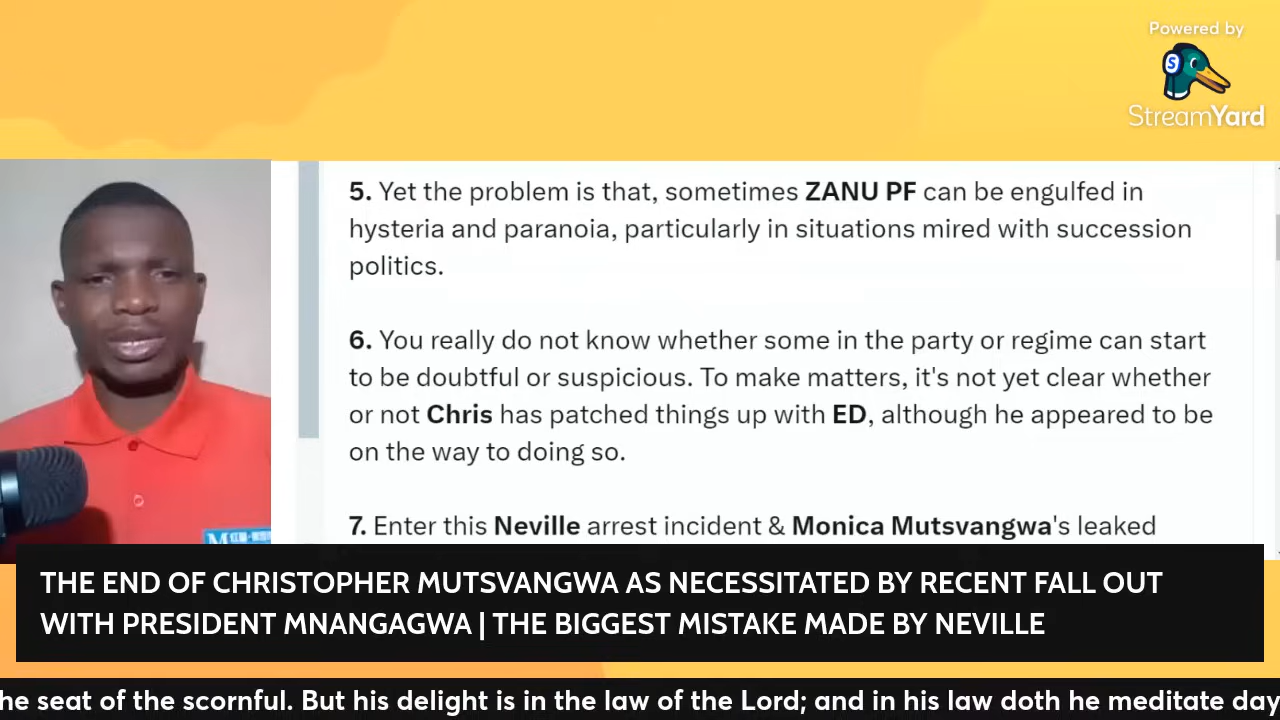 Powered by
S
StreamYard
5. Yet the problem is that, sometimes ZANU PF can be engulfed in
hysteria and paranoia, particularly in situations mired with succession
politics.
6. You really do not know whether some in the party or regime can start
to be doubtful or suspicious. To make matters, it's not yet clear whether
or not Chris has patched things up with ED, although he appeared to be
on the way to doing so.
7. Enter this Neville arrest incident & Monica Mutsvangwa's leaked
THE END OF CHRISTOPHER MUTSVANGWA AS NECESSITATED BY RECENT FALL OUT
WITH PRESIDENT MNANGAGWA | THE BIGGEST MISTAKE MADE BY NEVILLE
he seat of the scornful. But his delight is in the law of the Lord; and in his law doth he meditate day